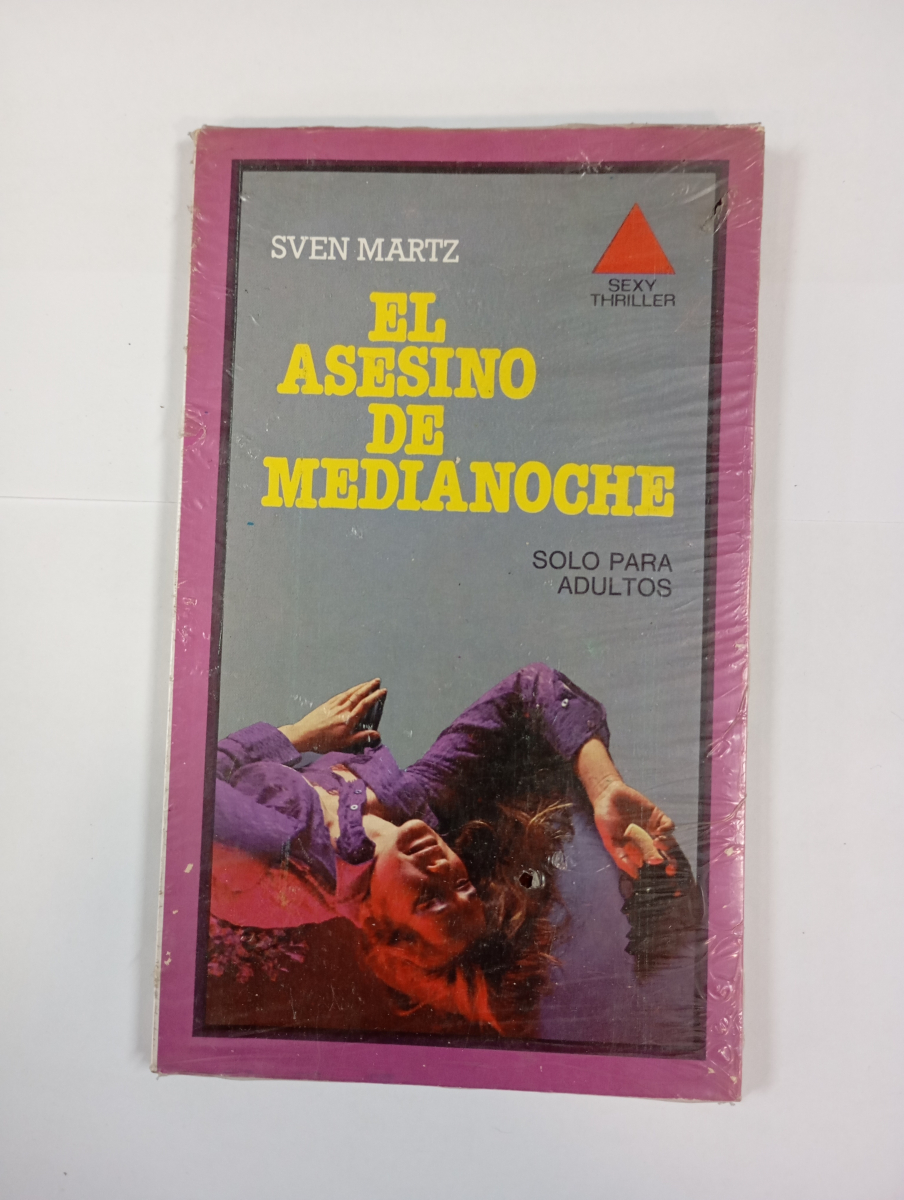 SVEN MARTZ
SEXY
THRILLER
EL
ASESINO
DE
MEDIANOCHE
SOLO PARA
ADULTOS